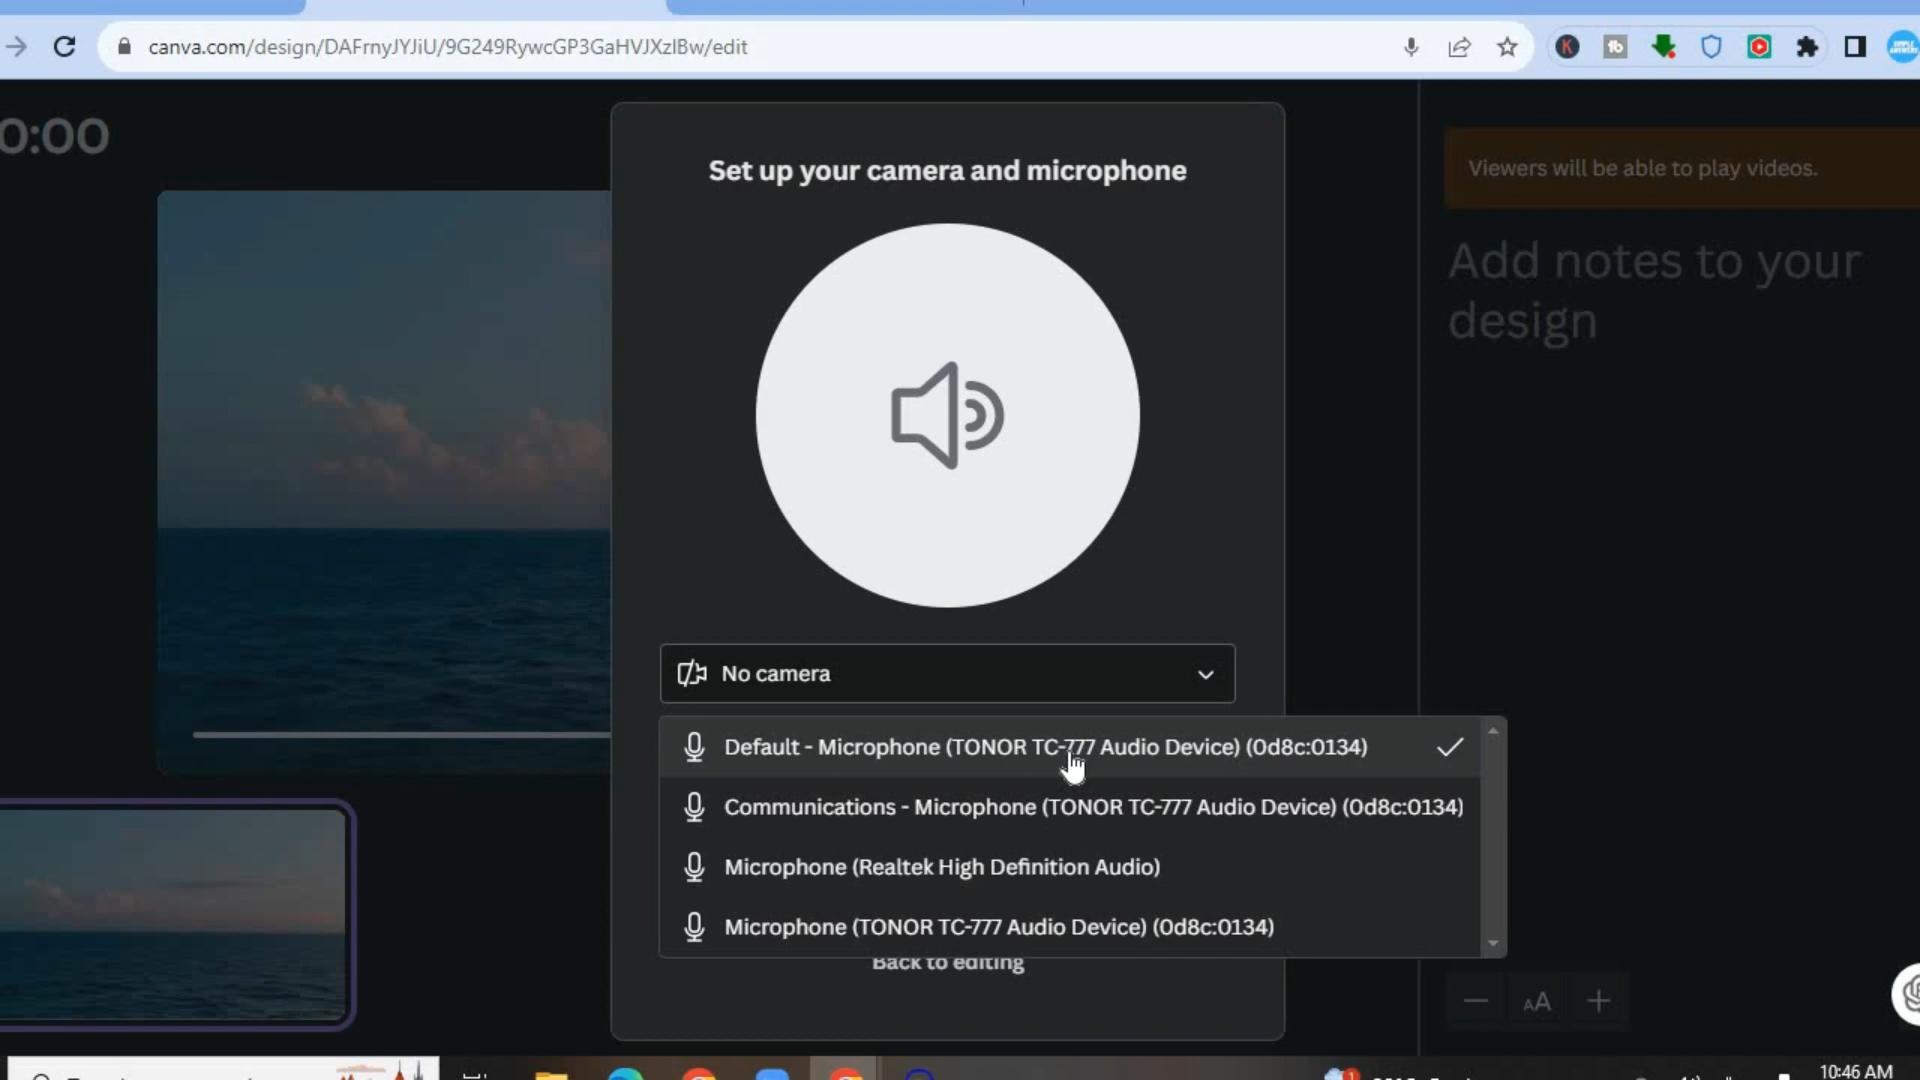 canva.com/design/DAFrnyJYJiU/9G249RywcGP3GaHVJXzIBw/edit
0:00
Set up your camera and microphone
Viewers will be able to play videos.
Add notes to your
design
No camera
Default - Microphone (TONOR TC-777 Audio Device) (0d8c:0134)
Communications - Microphone (TONOR TC-777 Audio Device) (0d8c:0134)
Microphone (Realtek High Definition Audio)
Microphone (TONOR TC-777 Audio Device) (0d8c:0134)
Back to editing
AA
10:46 AM